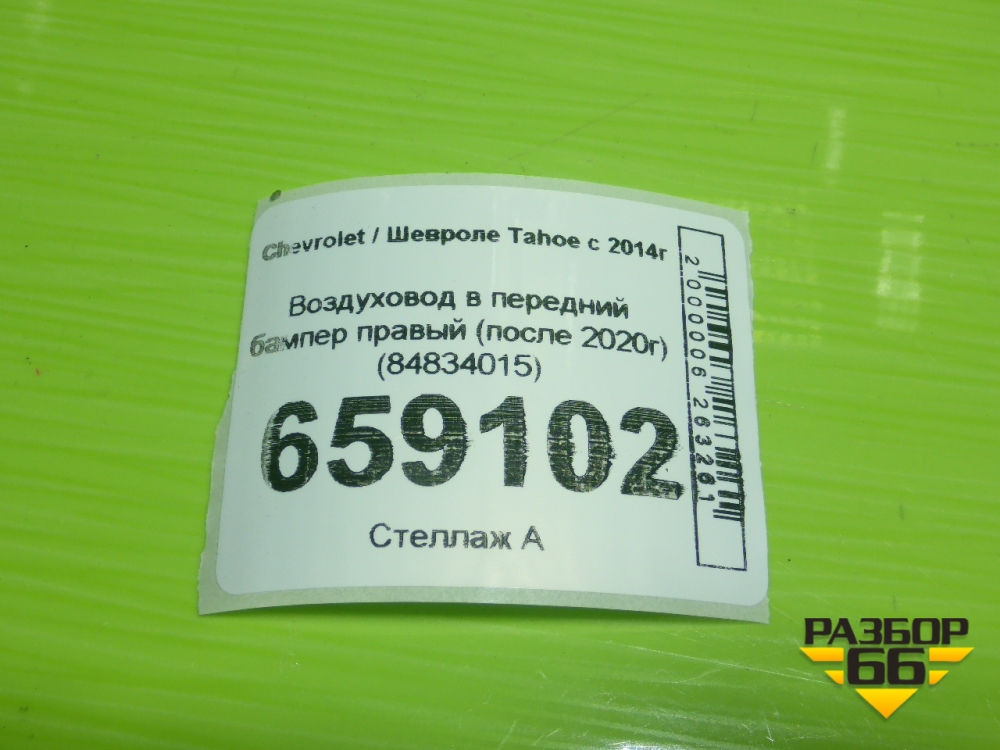 Chevrolet / Шевроле Tahoe с 2014г
Воздуховод в передний
бампер правый (после 2020г)
(84834015)
659102
Стеллаж А
2000006263261
РАЗБОР
66